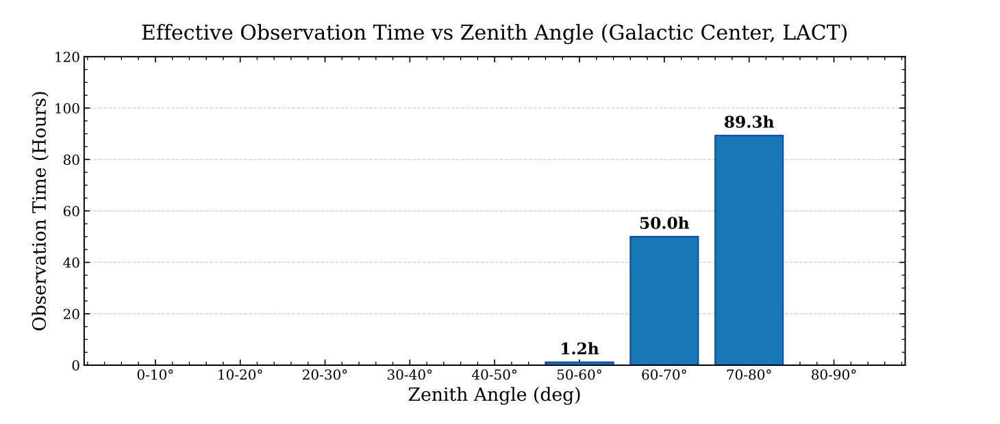 Effective Observation Time vs Zenith Angle (Galactic Center, LACT)
Observation Time (Hours)
120
100
80
60
40
20
0
89.3h
50.0h
1.2h
0-10° 10-20° 20-30° 30-40° 40-50° 50-60° 60-70° 70-80° 80-90°
Zenith Angle (deg)